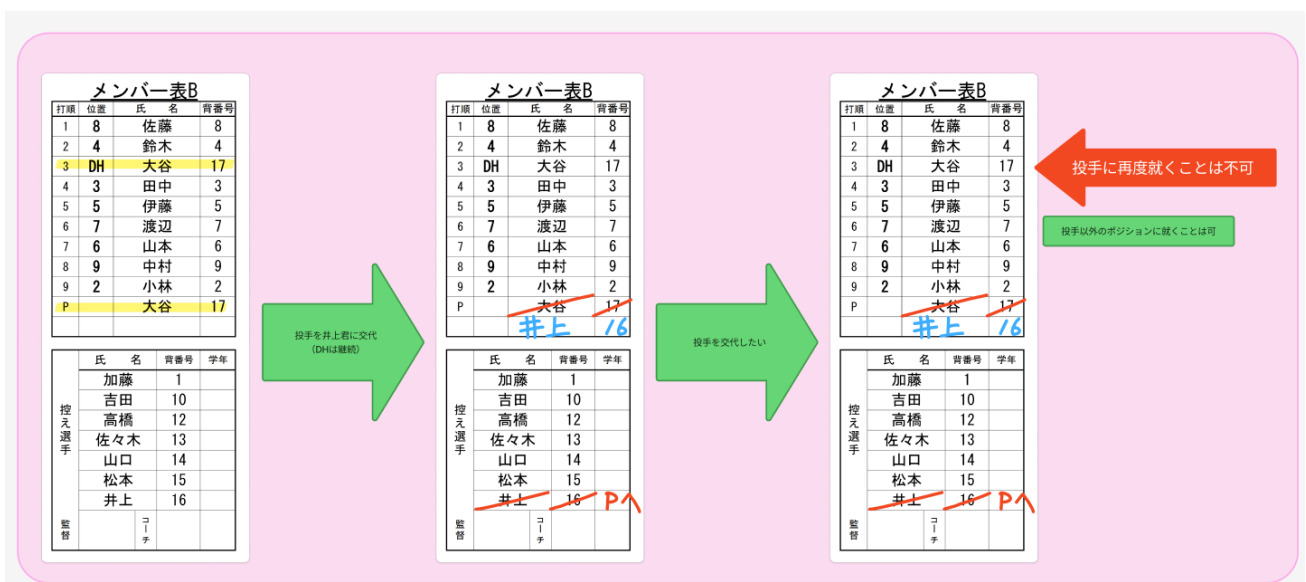 メンバー表B
打順 位置 氏 名 背番号
1 8 佐藤 8
2 4 鈴木 4
3 DH 大谷 17
4 3 田中 3
5 5 伊藤 5
6 7 渡辺 7
7 6 山本 6
8 9 中村 9
9 2 小林 2
P 大谷 17
氏 名 背番号 学年
控え選手
加藤 1
吉田 10
高橋 12
佐々木 13
山口 14
松本 15
井上 16
監督 コーチ
投手を井上君に交代
(DHは継続)
メンバー表B
打順 位置 氏 名 背番号
1 8 佐藤 8
2 4 鈴木 4
3 DH 大谷 17
4 3 田中 3
5 5 伊藤 5
6 7 渡辺 7
7 6 山本 6
8 9 中村 9
9 2 小林 2
P 大谷 17
井上 16
氏 名 背番号 学年
控え選手
加藤 1
吉田 10
高橋 12
佐々木 13
山口 14
松本 15
井上 16 Pへ
監督 コーチ
投手を交代したい
メンバー表B
打順 位置 氏 名 背番号
1 8 佐藤 8
2 4 鈴木 4
3 DH 大谷 17
4 3 田中 3
5 5 伊藤 5
6 7 渡辺 7
7 6 山本 6
8 9 中村 9
9 2 小林 2
P 大谷 17
井上 16
氏 名 背番号 学年
控え選手
加藤 1
吉田 10
高橋 12
佐々木 13
山口 14
松本 15
井上 16 Pへ
監督 コーチ
投手に再度就くことは不可
投手以外のポジションに就くことは可